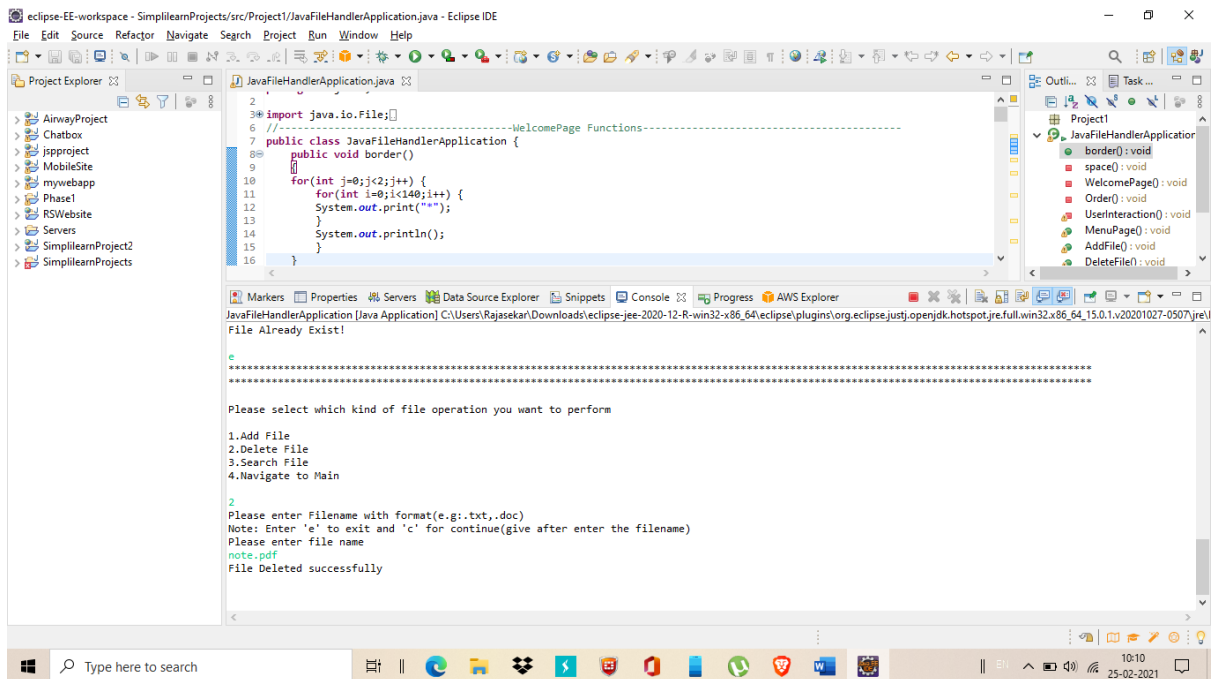 eclipse-EE-workspace - SimplilearnProjects/src/Project1/JavaFileHandlerApplication.java - Eclipse IDE
File Edit Source Refactor Navigate Search Project Run Window Help
Project Explorer
AirwayProject
Chatbox
jspproject
MobileSite
mywebapp
Phase1
RSWebsite
Servers
SimplilearnProject2
SimplilearnProjects
JavaFileHandlerApplication.java
2
3 import java.io.File;
6 //--------------------------------------WelcomePage Functions------------------------------------------
7 public class JavaFileHandlerApplication {
8 public void border()
9 {
10 for(int j=0;j<2;j++) {
11 for(int i=0;i<140;i++) {
12 System.out.print("*");
13 }
14 System.out.println();
15 }
16 }
Outli... Task ...
Project1
JavaFileHandlerApplication
border() : void
space() : void
WelcomePage() : void
Order() : void
UserInteraction() : void
MenuPage() : void
AddFile() : void
DeleteFile() : void
Markers Properties Servers Data Source Explorer Snippets Console Progress AWS Explorer
JavaFileHandlerApplication [Java Application] C:\Users\Rajasekar\Downloads\eclipse-jee-2020-12-R-win32-x86_64\eclipse\plugins\org.eclipse.justj.openjdk.hotspot.jre.full.win32.x86_64_15.0.1.v20201027-0507\jre\
File Already Exist!
e
********************************************************************************************************************************************
********************************************************************************************************************************************
Please select which kind of file operation you want to perform
1.Add File
2.Delete File
3.Search File
4.Navigate to Main
2
Please enter Filename with format(e.g:.txt,.doc)
Note: Enter 'e' to exit and 'c' for continue(give after enter the filename)
Please enter file name
note.pdf
File Deleted successfully
Type here to search
EN
10:10
25-02-2021